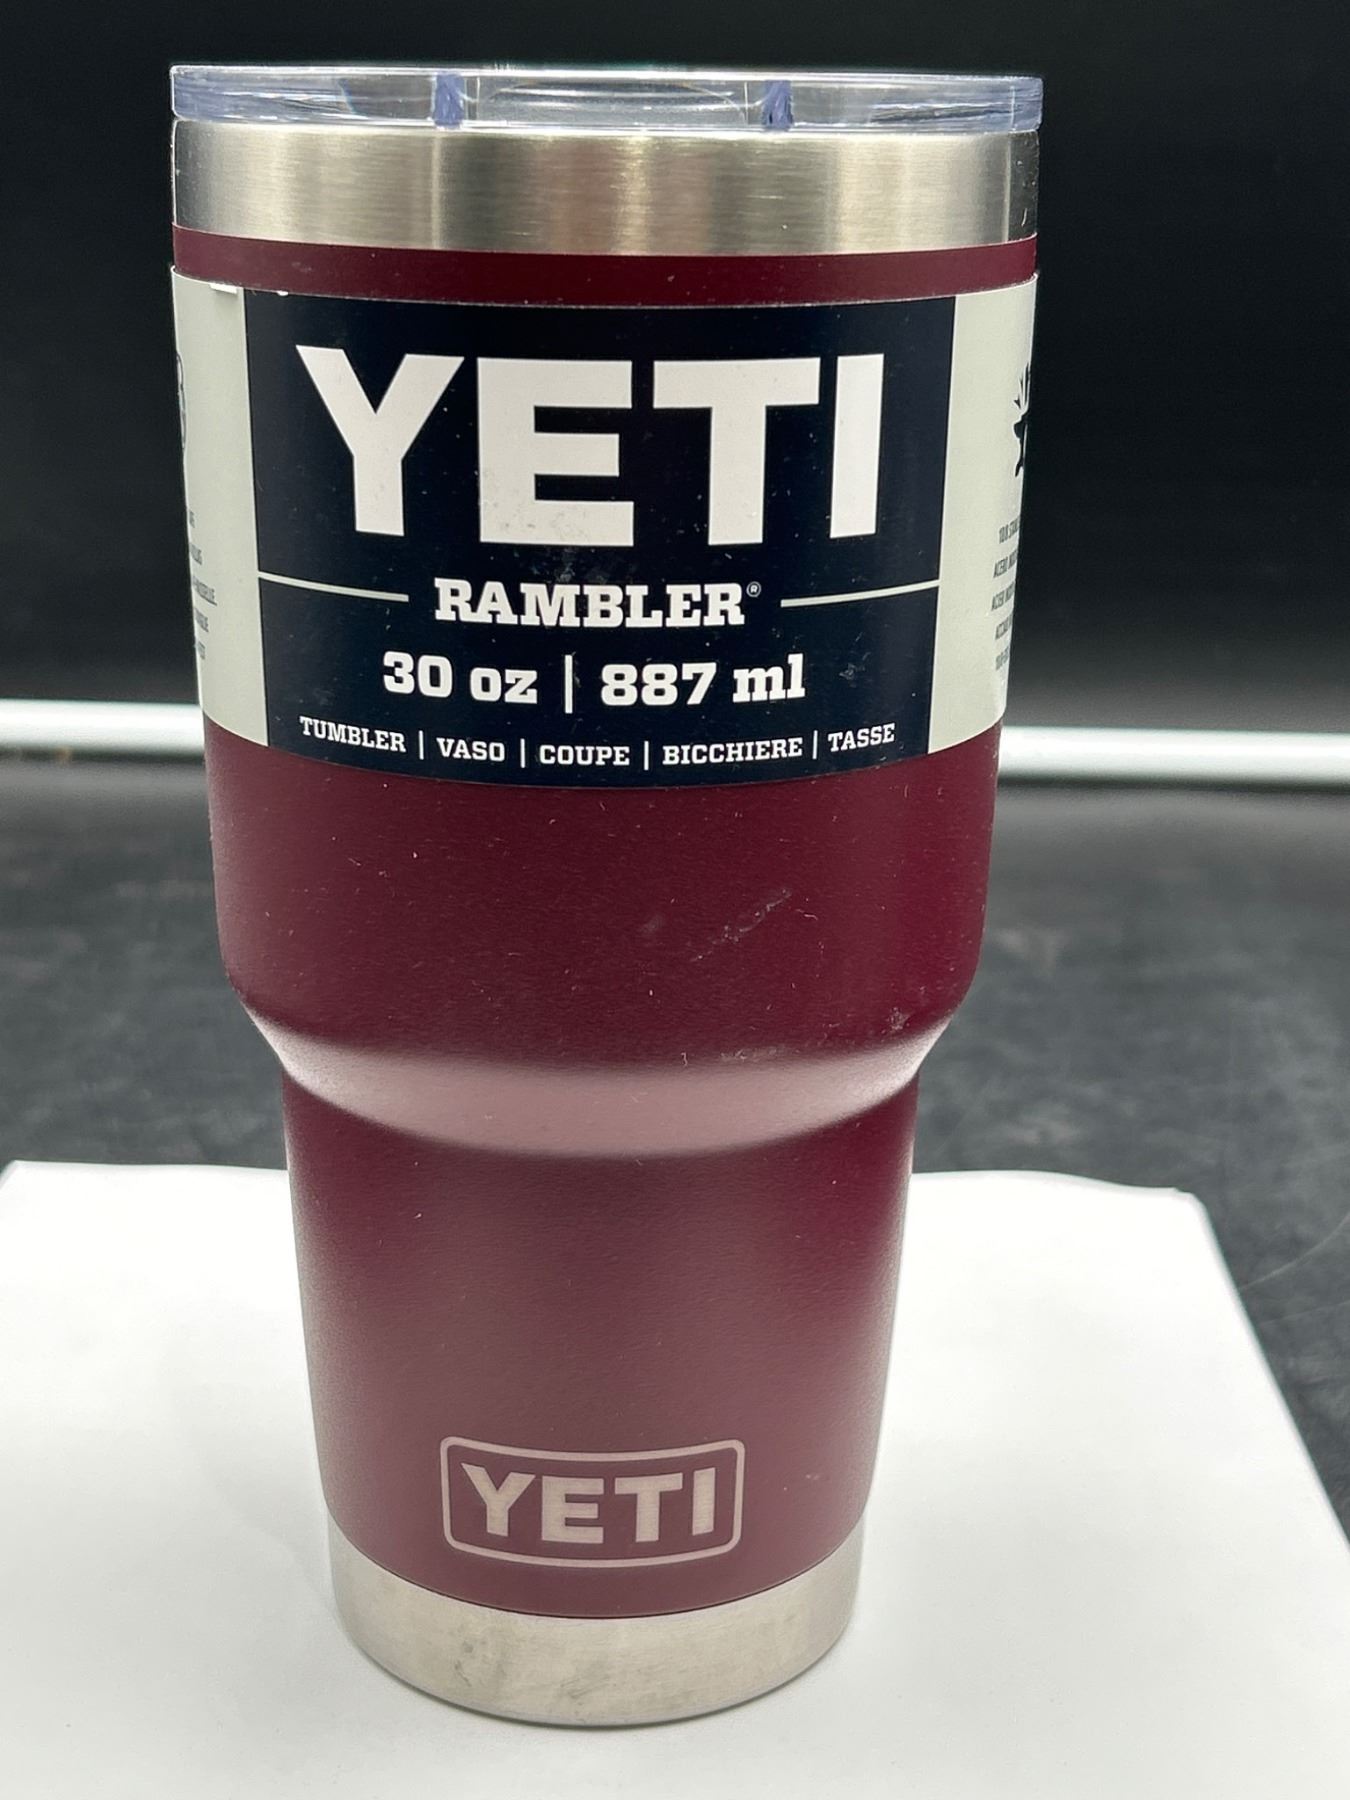 YETI
RAMBLER®
30 oz | 887 ml
TUMBLER | VASO | COUPE | BICCHIERE | TASSE
YETI